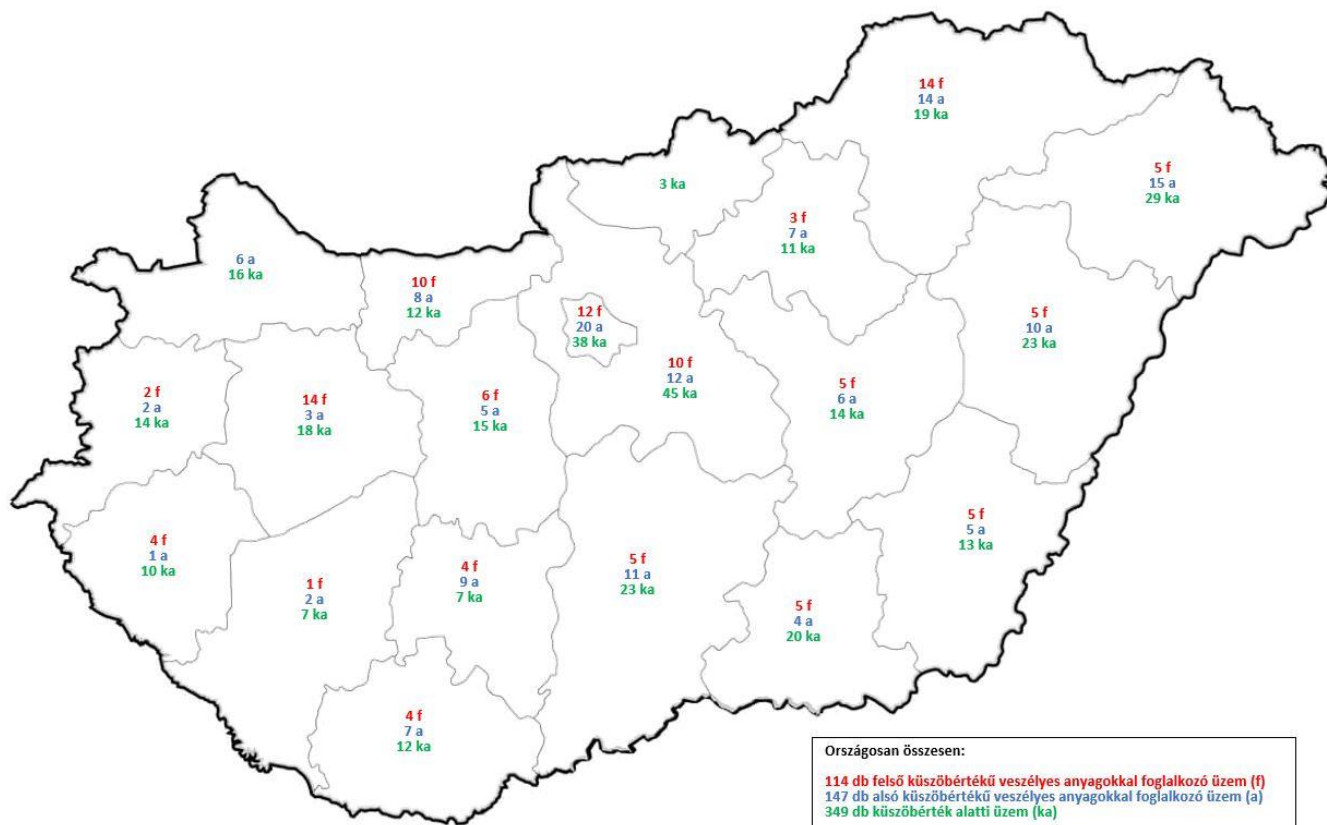 14 f
14 a
19 ka
5 f
15 a
29 ka
3 ka
3 f
7 a
11 ka
6 a
16 ka
10 f
8 a
12 ka
12 f
20 a
38 ka
5 f
10 a
23 ka
10 f
12 a
45 ka
5 f
6 a
14 ka
2 f
2 a
14 ka
14 f
3 a
18 ka
6 f
5 a
15 ka
5 f
5 a
13 ka
4 f
1 a
10 ka
1 f
2 a
7 ka
4 f
9 a
7 ka
5 f
11 a
23 ka
5 f
4 a
20 ka
4 f
7 a
12 ka
Országosan összesen:
114 db felső küszöbértékű veszélyes anyagokkal foglalkozó üzem (f)
147 db alsó küszöbértékű veszélyes anyagokkal foglalkozó üzem (a)
349 db küszöbérték alatti üzem (ka)